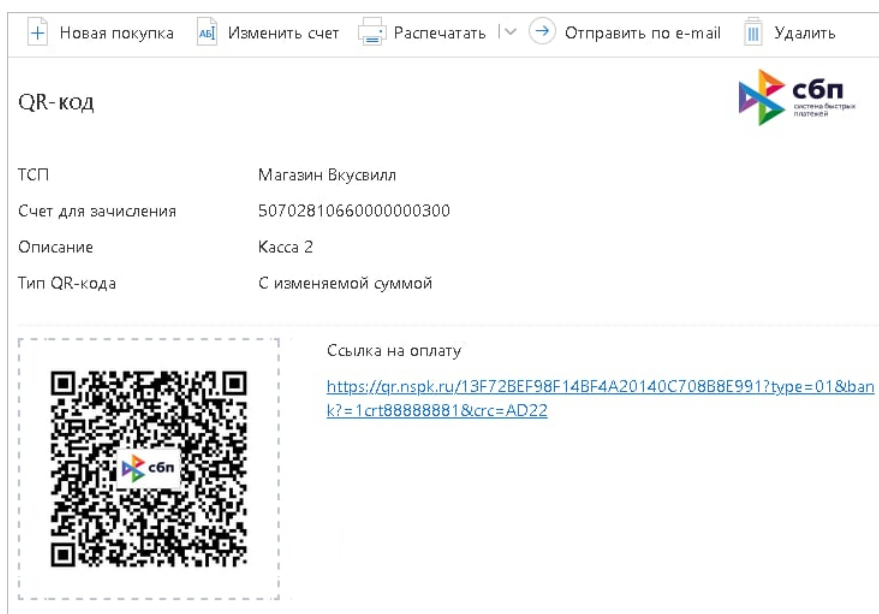 Новая покупка
Изменить счет
Распечатать
Отправить по e-mail
Удалить
QR-код
сбп
система быстрых
платежей
ТСП Магазин Вкусвилл
Счет для зачисления 50702810660000000300
Описание Касса 2
Тип QR-кода С изменяемой суммой
Ссылка на оплату
https://qr.nspk.ru/13F72BEF98F14BF4A20140C708B8E991?type=01&ban
k?=1crt88888881&crc=AD22
сбп